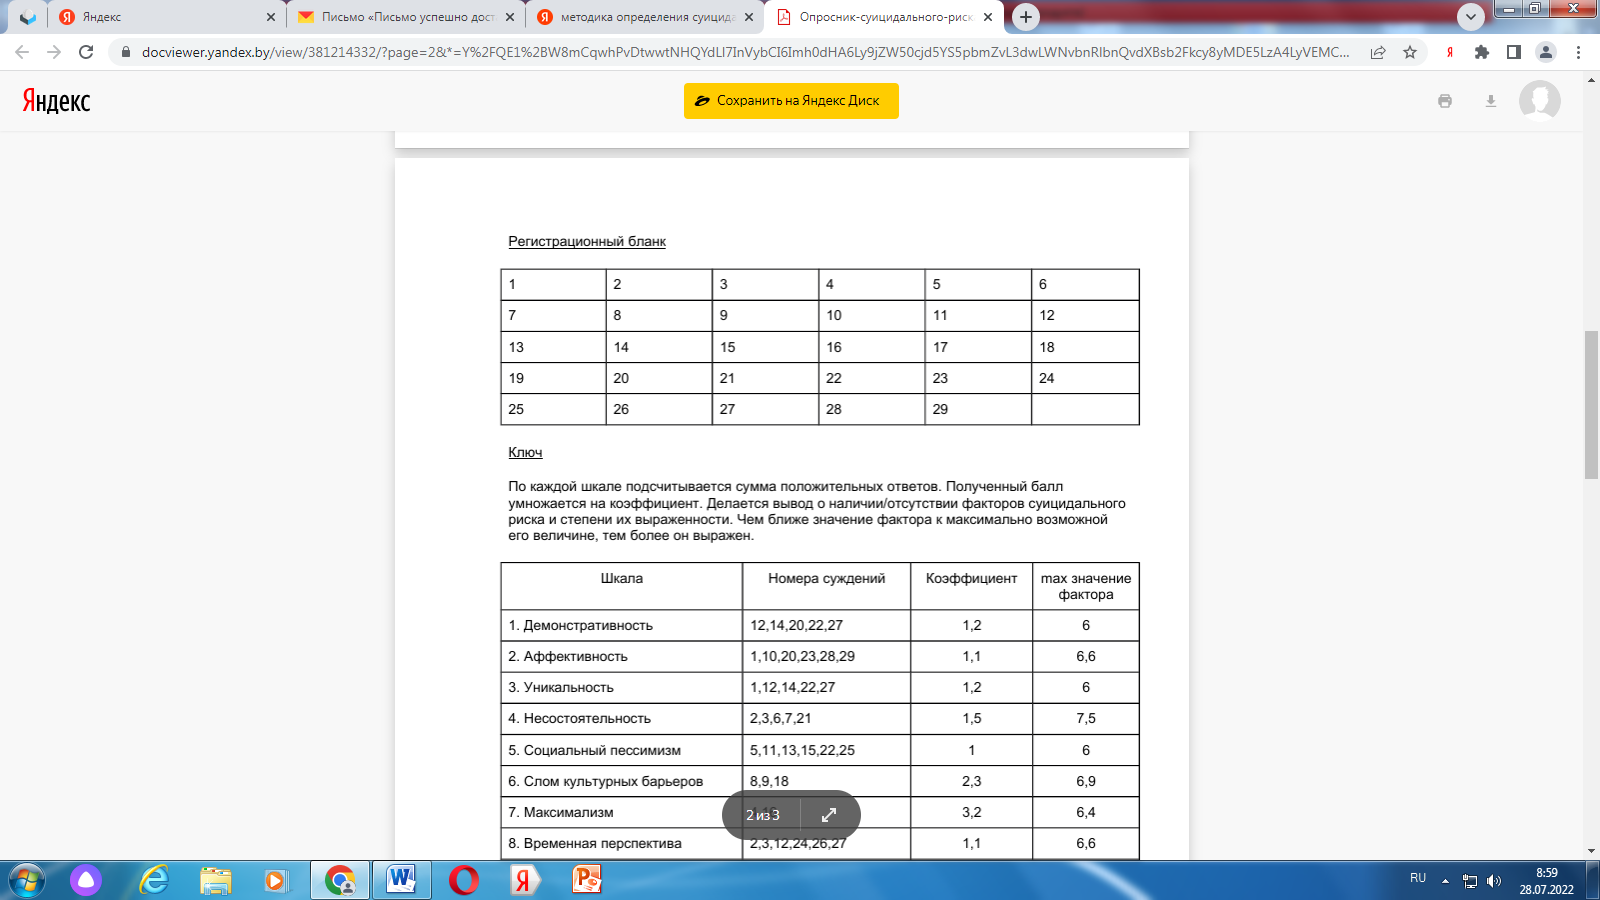 Яндекс
Письмо «Письмо успешно дост
методика определения суицида
Опросник-суицидального-риск
docviewer.yandex.by/view/381214332/?page=2&*=Y%2FQE1%2BW8mCqwhPvDtwwtNHQYdLl7InVybCI6Imh0dHA6Ly9jZW50cjd5YS5pbmZvL3dwLWNvbnRlbnQvdXBsb2Fkcy8yMDE5LzA4LyVEMC...
Я
Яндекс
Сохранить на Яндекс Диск
Регистрационный бланк
1 2 3 4 5 6
7 8 9 10 11 12
13 14 15 16 17 18
19 20 21 22 23 24
25 26 27 28 29
Ключ
По каждой шкале подсчитывается сумма положительных ответов. Полученный балл
умножается на коэффициент. Делается вывод о наличии/отсутствии факторов суицидального
риска и степени их выраженности. Чем ближе значение фактора к максимально возможной
его величине, тем более он выражен.
Шкала Номера суждений Коэффициент max значение
фактора
1. Демонстративность 12,14,20,22,27 1,2 6
2. Аффективность 1,10,20,23,28,29 1,1 6,6
3. Уникальность 1,12,14,22,27 1,2 6
4. Несостоятельность 2,3,6,7,21 1,5 7,5
5. Социальный пессимизм 5,11,13,15,22,25 1 6
6. Слом культурных барьеров 8,9,18 2,3 6,9
7. Максимализм 3,2 6,4
2 из 3
8. Временная перспектива 2,3,12,24,26,27 1,1 6,6
RU
8:59
28.07.2022